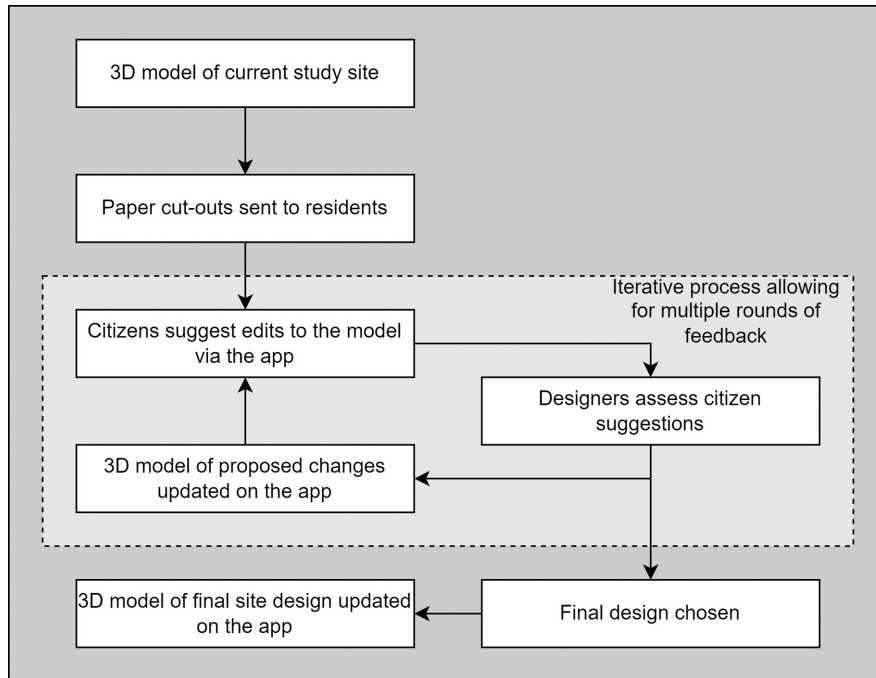 3D model of current study site
Paper cut-outs sent to residents
Iterative process allowing
for multiple rounds of
feedback
Citizens suggest edits to the model
via the app
Designers assess citizen
suggestions
3D model of proposed changes
updated on the app
3D model of final site design updated
on the app
Final design chosen